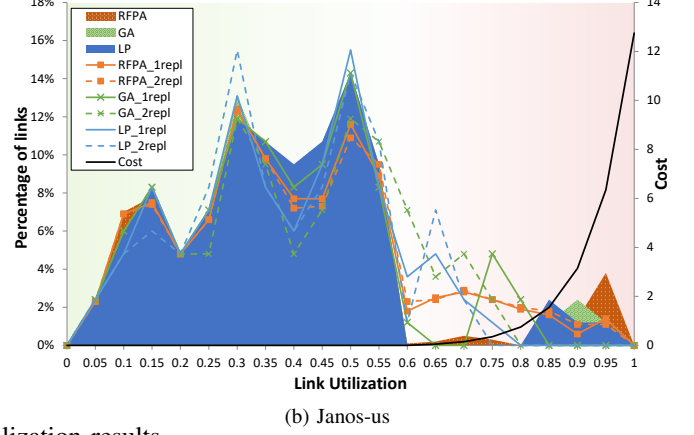 18%
16%
14%
12%
10%
8%
6%
4%
2%
0%
Percentage of links
RFPA
GA
LP
RFPA_1repl
RFPA_2repl
GA_1repl
GA_2repl
LP_1repl
LP_2repl
Cost
14
12
10
8
6
4
2
0
Cost
0 0.05 0.1 0.15 0.2 0.25 0.3 0.35 0.4 0.45 0.5 0.55 0.6 0.65 0.7 0.75 0.8 0.85 0.9 0.95 1
Link Utilization
(b) Janos-us
lization results